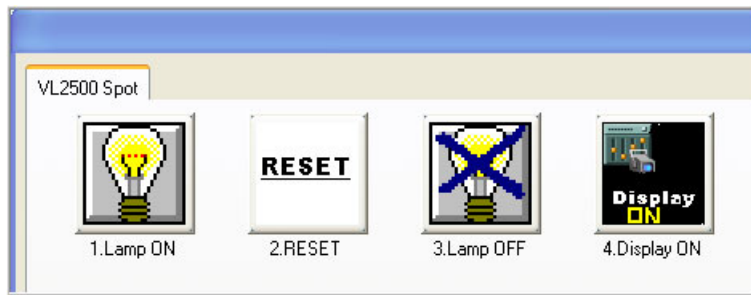 VL2500 Spot
RESET
Display
ON
1.Lamp ON
2.RESET
3.Lamp OFF
4.Display ON